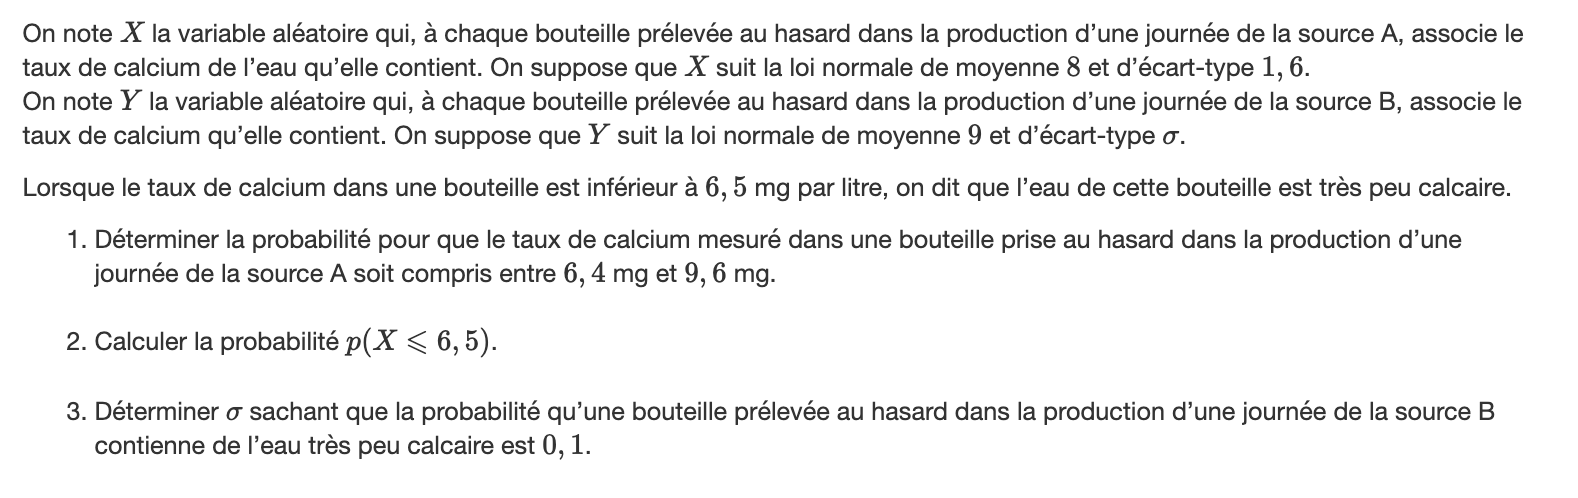 On note X la variable aléatoire qui, à chaque bouteille prélevée au hasard dans la production d’une journée de la source A, associe le
taux de calcium de l’eau qu’elle contient. On suppose que X suit la loi normale de moyenne 8 et d’écart-type 1, 6.
On note Y la variable aléatoire qui, à chaque bouteille prélevée au hasard dans la production d’une journée de la source B, associe le
taux de calcium qu’elle contient. On suppose que Y suit la loi normale de moyenne 9 et d’écart-type σ.
Lorsque le taux de calcium dans une bouteille est inférieur à 6, 5 mg par litre, on dit que l’eau de cette bouteille est très peu calcaire.
1. Déterminer la probabilité pour que le taux de calcium mesuré dans une bouteille prise au hasard dans la production d’une
journée de la source A soit compris entre 6, 4 mg et 9, 6 mg.
2. Calculer la probabilité p(X ⩽ 6, 5).
3. Déterminer σ sachant que la probabilité qu’une bouteille prélevée au hasard dans la production d’une journée de la source B
contienne de l’eau très peu calcaire est 0, 1.